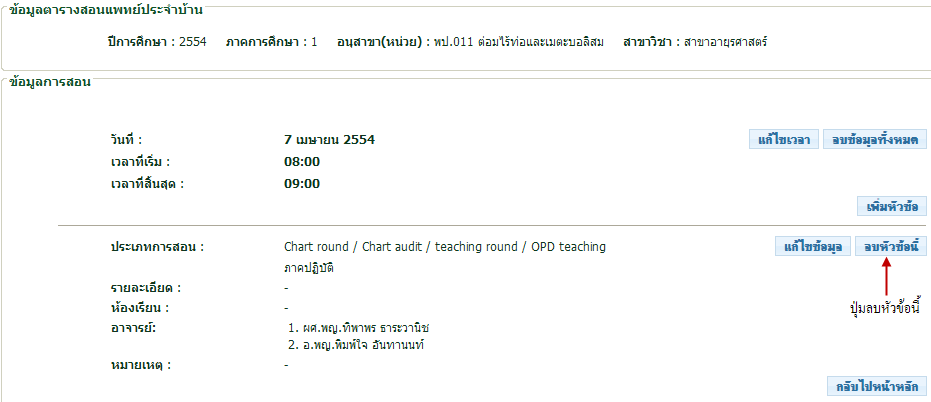 ข้อมูลตารางสอนแพทย์ประจำบ้าน
ปีการศึกษา : 2554 ภาคการศึกษา : 1 อนุสาขา(หน่วย) : พป.011 ต่อมไร้ท่อและเมตะบอลิสม สาขาวิชา : สาขาอายุรศาสตร์
ข้อมูลการสอน
วันที่ : 7 เมษายน 2554 แก้ไขเวลา ลบข้อมูลทั้งหมด
เวลาที่เริ่ม : 08:00
เวลาที่สิ้นสุด : 09:00
เพิ่มหัวข้อ
ประเภทการสอน : Chart round / Chart audit / teaching round / OPD teaching แก้ไขข้อมูล ลบหัวข้อนี้
ภาคปฏิบัติ
รายละเอียด : -
ห้องเรียน : - ปุ่มลบหัวข้อนี้
อาจารย์: 1. ผศ.พญ.ทิพาพร ธาระวานิช
2. อ.พญ.พิมพ์ใจ อันทานนท์
หมายเหตุ : -
กลับไปหน้าหลัก